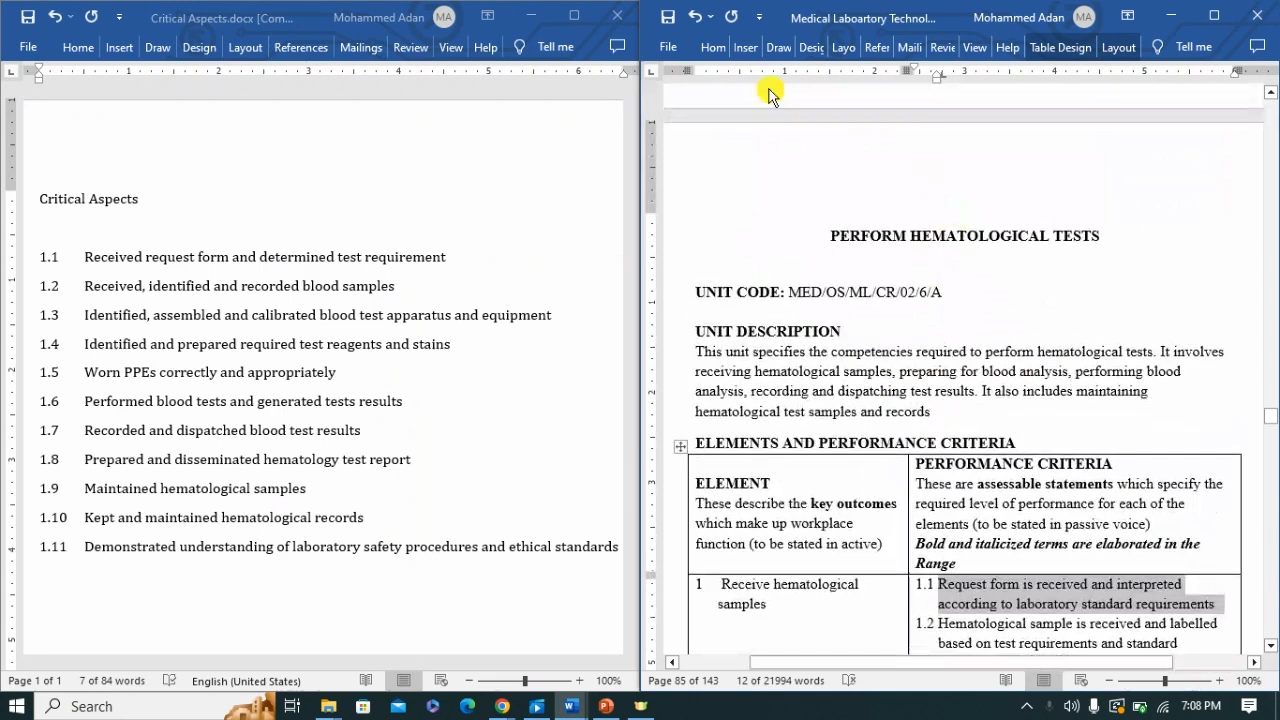 Critical Aspects.docx [Com...
Mohammed Adan
MA
File Home Insert Draw Design Layout References Mailings Review View Help Tell me
1 2 3 4 5 6
Critical Aspects
1.1 Received request form and determined test requirement
1.2 Received, identified and recorded blood samples
1.3 Identified, assembled and calibrated blood test apparatus and equipment
1.4 Identified and prepared required test reagents and stains
1.5 Worn PPEs correctly and appropriately
1.6 Performed blood tests and generated tests results
1.7 Recorded and dispatched blood test results
1.8 Prepared and disseminated hematology test report
1.9 Maintained hematological samples
1.10 Kept and maintained hematological records
1.11 Demonstrated understanding of laboratory safety procedures and ethical standards
Page 1 of 1 7 of 84 words English (United States) 100%
Medical Laboartory Technol...
Mohammed Adan
MA
File Hom Inser Draw Desig Layo Refer Maili Revie View Help Table Design Layout Tell me
1 2 3 4 5 6
PERFORM HEMATOLOGICAL TESTS
UNIT CODE: MED/OS/ML/CR/02/6/A
UNIT DESCRIPTION
This unit specifies the competencies required to perform hematological tests. It involves
receiving hematological samples, preparing for blood analysis, performing blood
analysis, recording and dispatching test results. It also includes maintaining
hematological test samples and records
ELEMENTS AND PERFORMANCE CRITERIA
ELEMENT
These describe the key outcomes
which make up workplace
function (to be stated in active)
PERFORMANCE CRITERIA
These are assessable statements which specify the
required level of performance for each of the
elements (to be stated in passive voice)
Bold and italicized terms are elaborated in the
Range
1 Receive hematological
samples
1.1 Request form is received and interpreted
according to laboratory standard requirements
1.2 Hematological sample is received and labelled
based on test requirements and standard
Page 85 of 143 12 of 21994 words 100%
Search
7:08 PM